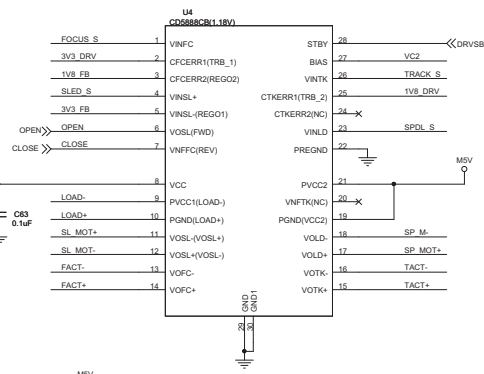 U4
CD5888CB(1.18V)
FOCUS_S 1 VINFC STBY 28 DRVSB
3V3_DRV 2 CFCERR1(TRB_1) BIAS 27 VC2
1V8_FB 3 CFCERR2(REGO2) VINTK 26 TRACK_S
SLED_S 4 VINSL+ CTKERR1(TRB_2) 25 1V8_DRV
3V3_FB 5 VINSL-(REGO1) CTKERR2(NC) 24
OPEN OPEN 6 VOSL(FWD) VINLD 23 SPDL_S
CLOSE CLOSE 7 VNFFC(REV) PREGND 22
M5V
8 VCC PVCC2 21
LOAD- 9 PVCC1(LOAD-) VNFTK(NC) 20
C63
0.1uF
LOAD+ 10 PGND(LOAD+) PGND(VCC2) 19
SL_MOT+ 11 VOSL-(VOSL+) VOLD- 18 SP_M-
SL_MOT- 12 VOSL+(VOSL-) VOLD+ 17 SP_MOT+
FACT- 13 VOFC- VOTK- 16 TACT-
FACT+ 14 VOFC+ VOTK+ 15 TACT+
GND
GND1
29
30
M5V